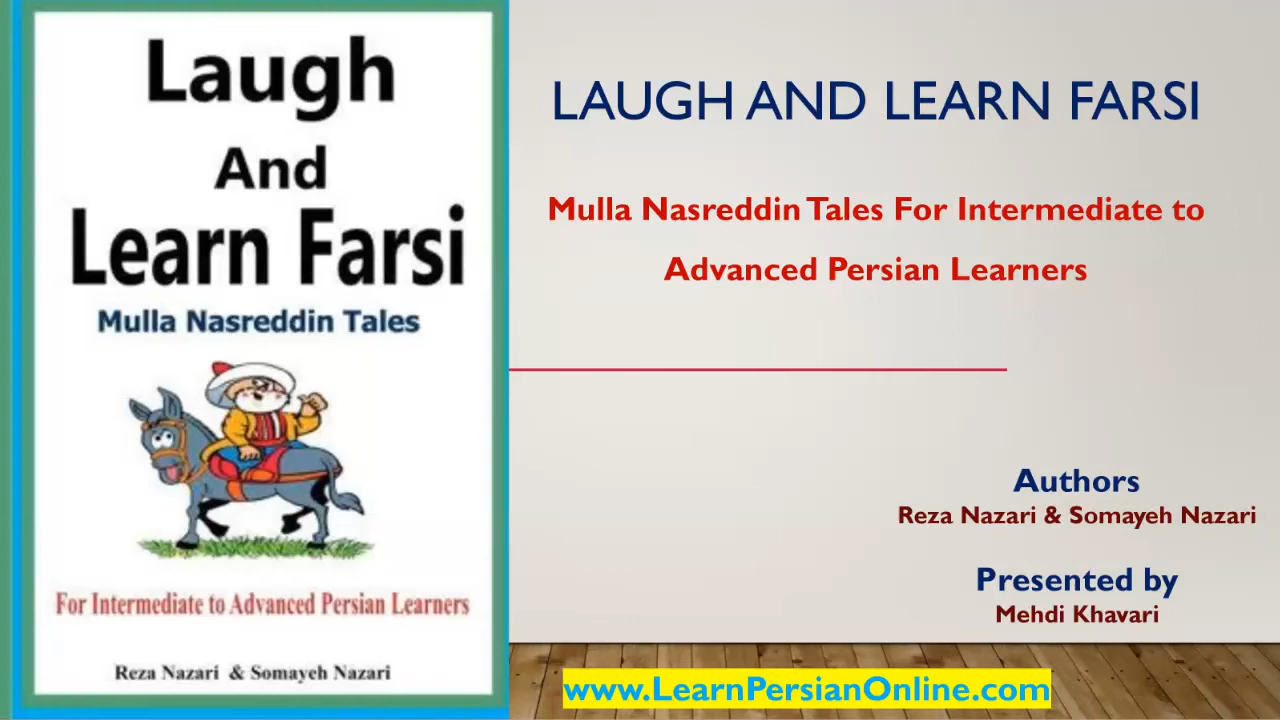 Laugh
And
Learn Farsi
Mulla Nasreddin Tales
For Intermediate to Advanced Persian Learners
Reza Nazari & Somayeh Nazari
LAUGH AND LEARN FARSI
Mulla Nasreddin Tales For Intermediate to
Advanced Persian Learners
Authors
Reza Nazari & Somayeh Nazari
Presented by
Mehdi Khavari
www.LearnPersianOnline.com